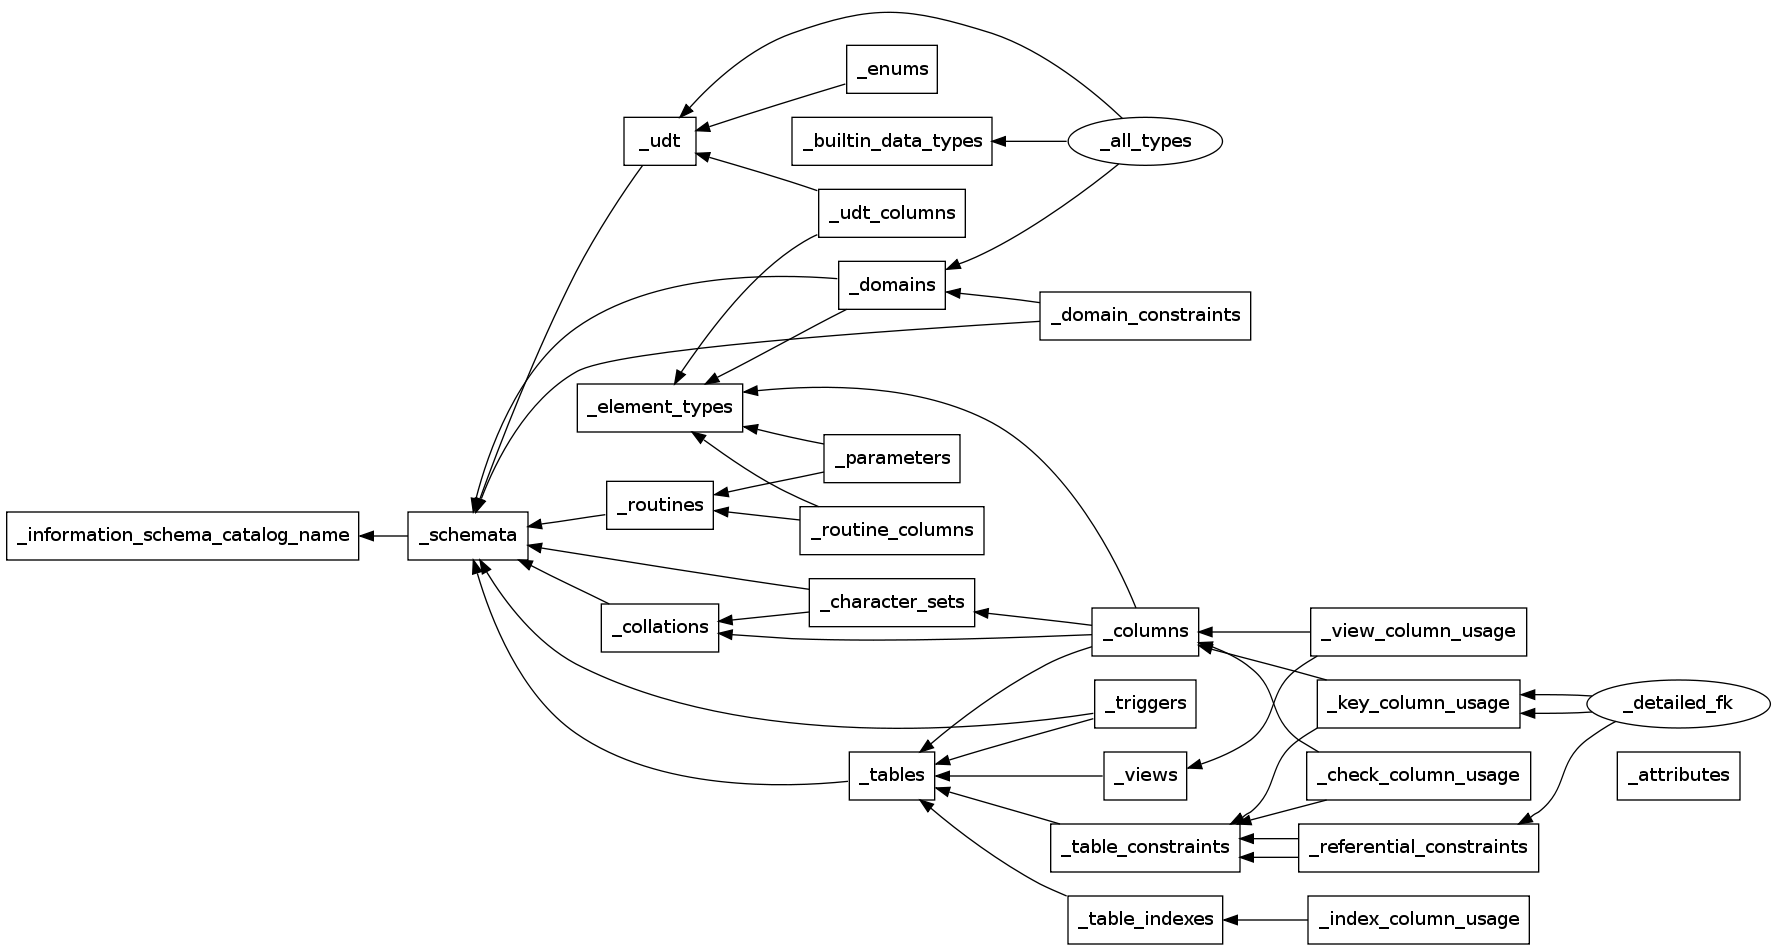 _enums
_udt
_builtin_data_types
_all_types
_udt_columns
_domains
_domain_constraints
_element_types
_parameters
_routines
_routine_columns
_information_schema_catalog_name
_schemata
_character_sets
_collations
_columns
_view_column_usage
_triggers
_key_column_usage
_detailed_fk
_tables
_views
_check_column_usage
_attributes
_table_constraints
_referential_constraints
_table_indexes
_index_column_usage